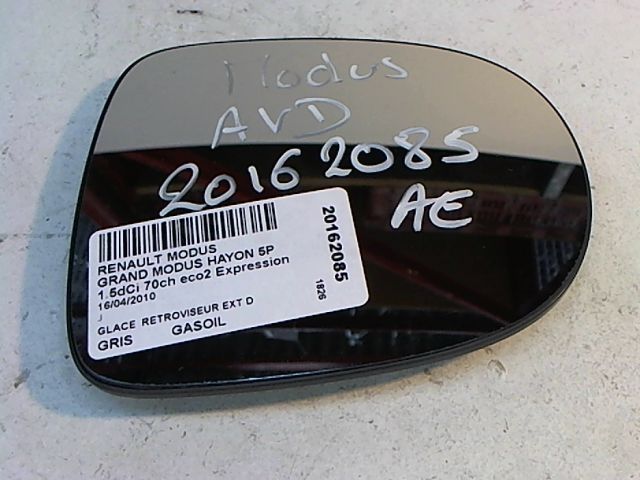 Modus
AVD
20162085
AE
RENAULT MODUS
GRAND MODUS HAYON 5P
1.5dCi 70ch eco2 Expression
16/04/2010
J
GLACE RETROVISEUR EXT D
GRIS GASOIL
20162085
1826